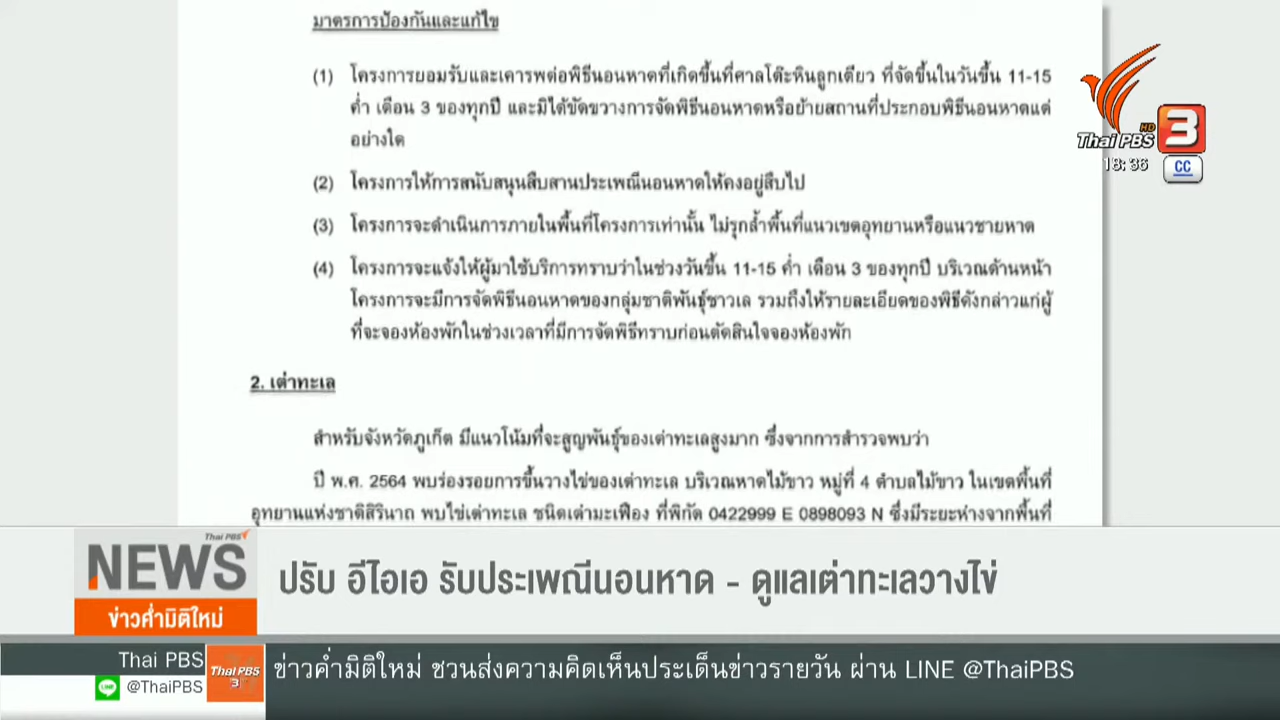 มาตรการป้องกันและแก้ไข
(1) โครงการยอมรับและเคารพต่อพิธีนอนหาดที่เกิดขึ้นที่ศาลโต๊ะหินลูกเดียว ที่จัดขึ้นในวันขึ้น 11-15
ค่ำ เดือน 3 ของทุกปี และมิได้ขัดขวางการจัดพิธีนอนหาดหรือย้ายสถานที่ประกอบพิธีนอนหาดแต่
อย่างใด
(2) โครงการให้การสนับสนุนสืบสานประเพณีนอนหาดให้คงอยู่สืบไป
(3) โครงการจะดำเนินการภายในพื้นที่โครงการเท่านั้น ไม่รุกล้ำพื้นที่แนวเขตอุทยานหรือแนวชายหาด
(4) โครงการจะแจ้งให้ผู้มาใช้บริการทราบว่าในช่วงวันขึ้น 11-15 ค่ำ เดือน 3 ของทุกปี บริเวณด้านหน้า
โครงการจะมีการจัดพิธีนอนหาดของกลุ่มชาติพันธุ์ชาวเล รวมถึงให้รายละเอียดของพิธีดังกล่าวแก่ผู้
ที่จะจองห้องพักในช่วงเวลาที่มีการจัดพิธีทราบก่อนตัดสินใจจองห้องพัก
2. เต่าทะเล
สำหรับจังหวัดภูเก็ต มีแนวโน้มที่จะสูญพันธุ์ของเต่าทะเลสูงมาก ซึ่งจากการสำรวจพบว่า
ปี พ.ศ. 2564 พบร่องรอยการขึ้นวางไข่ของเต่าทะเล บริเวณหาดไม้ขาว หมู่ที่ 4 ตำบลไม้ขาว ในเขตพื้นที่
อุทยานแห่งชาติสิรินาถ พบไข่เต่าทะเล ชนิดเต่ามะเฟือง ที่พิกัด 0422999 E 0898093 N ซึ่งมีระยะห่างจากพื้นที่
Thai PBS HD 3
18:36 CC
Thai PBS
NEWS
ข่าวค่ำมิติใหม่
ปรับ อีไอเอ รับประเพณีนอนหาด - ดูแลเต่าทะเลวางไข่
Thai PBS
LINE @ThaiPBS
Thai PBS
3
ข่าวค่ำมิติใหม่ ชวนส่งความคิดเห็นประเด็นข่าวรายวัน ผ่าน LINE @ThaiPBS